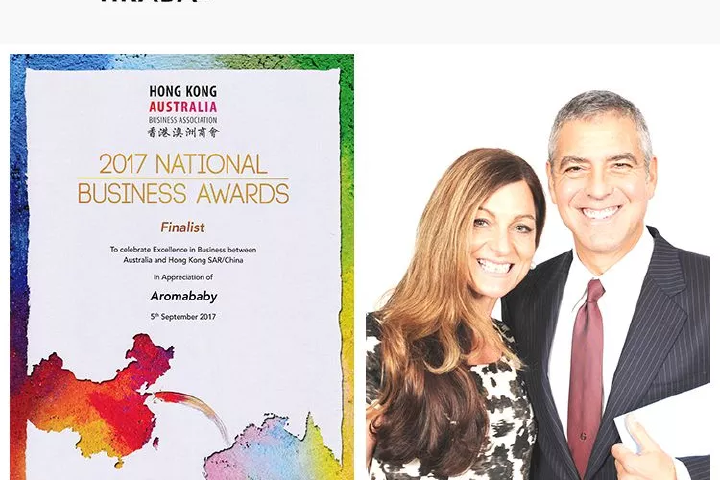 HONG KONG
AUSTRALIA
BUSINESS ASSOCIATION
香港澳洲商會
2017 NATIONAL
BUSINESS AWARDS
Finalist
To celebrate Excellence in Business between
Australia and Hong Kong SAR/China
In Appreciation of
Aromababy
5th September 2017
G